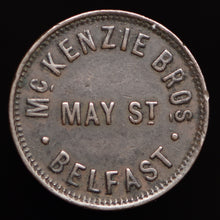 McKENZIE BROS.
MAY ST.
• BELFAST •